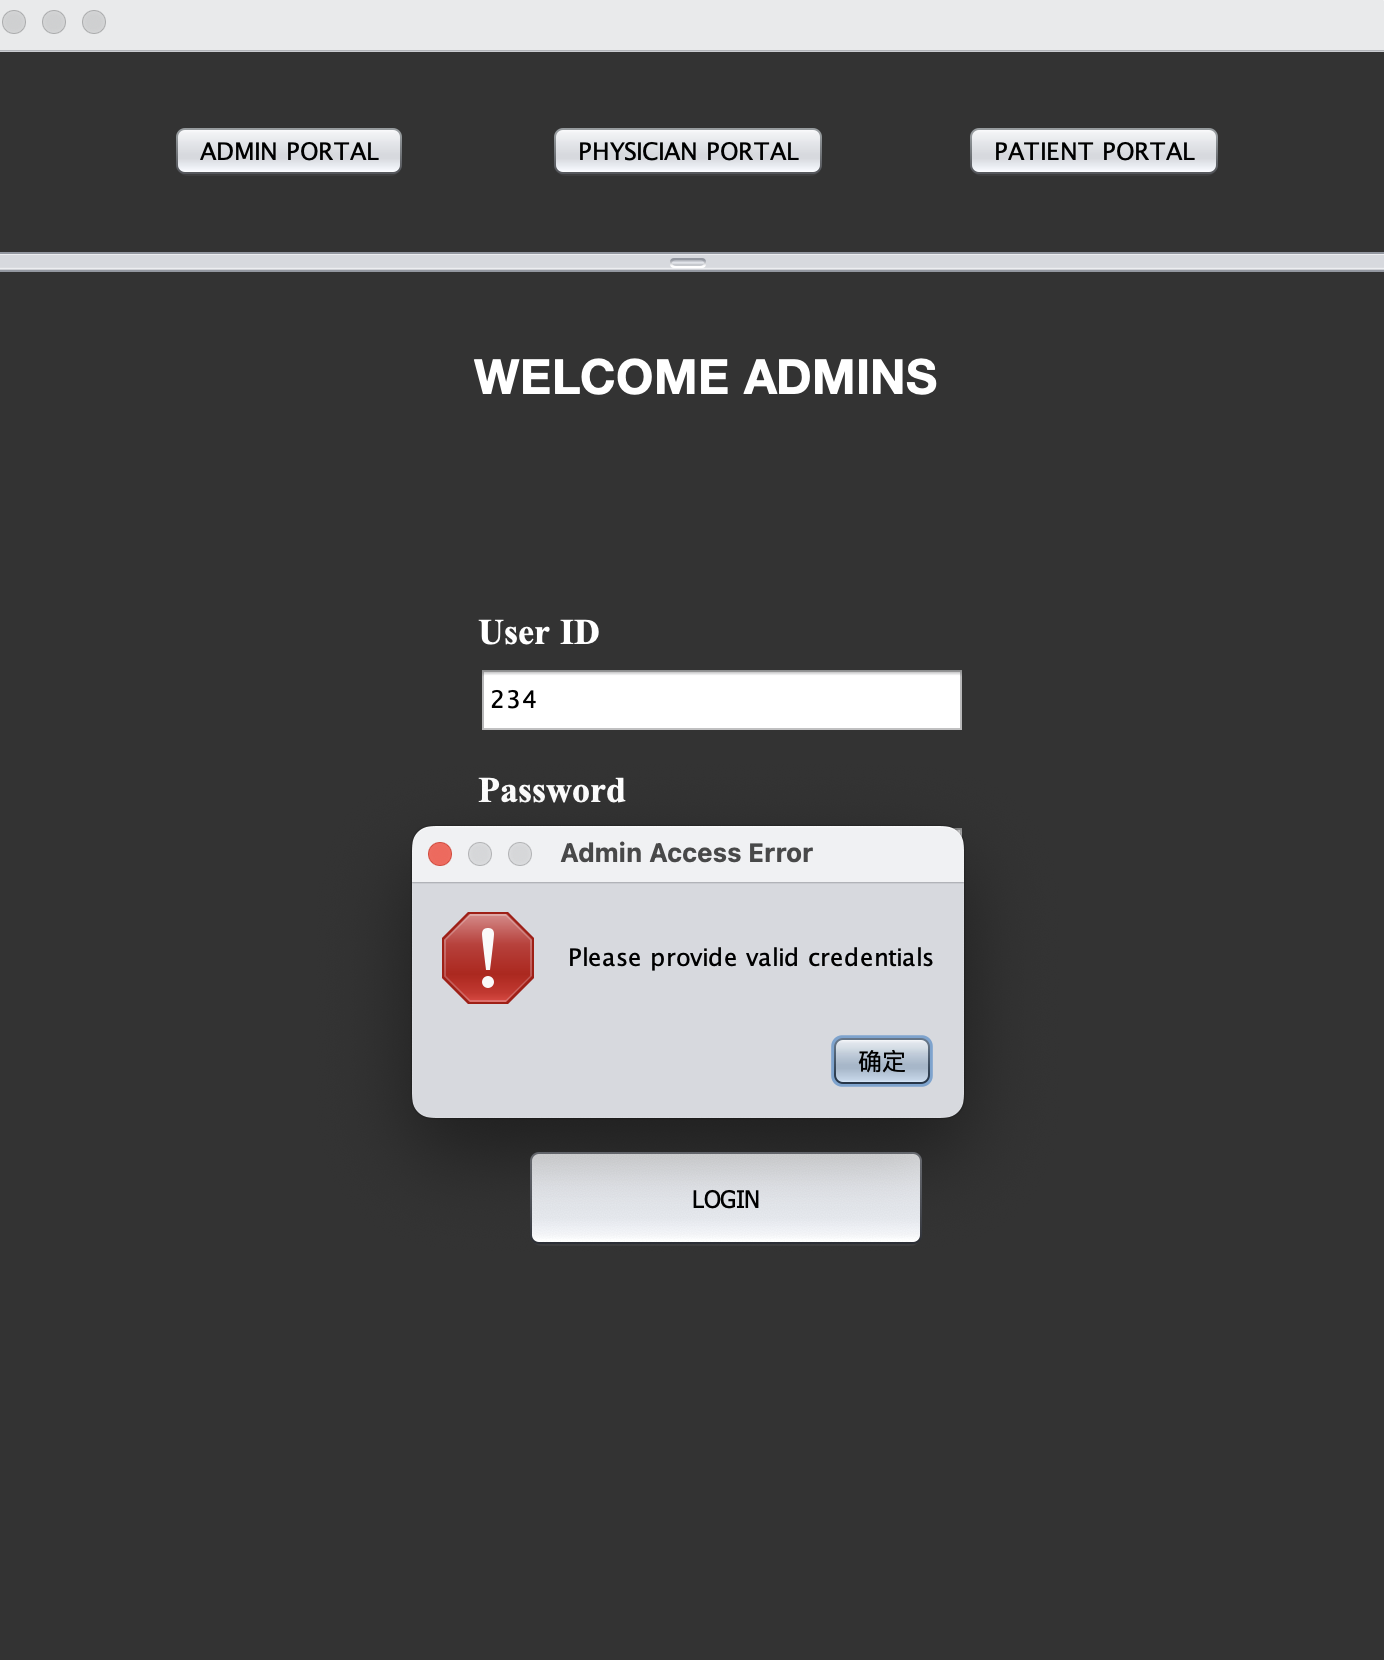 ADMIN PORTAL PHYSICIAN PORTAL PATIENT PORTAL
WELCOME ADMINS
User ID
234
Password
Admin Access Error
Please provide valid credentials
确定
LOGIN